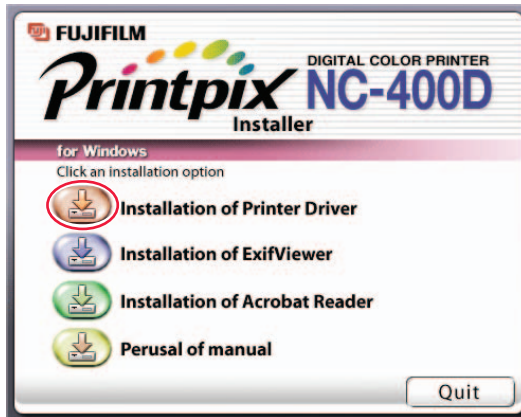 FUJIFILM
Printpix
DIGITAL COLOR PRINTER
NC-400D
Installer
for Windows
Click an installation option
Installation of Printer Driver
Installation of ExifViewer
Installation of Acrobat Reader
Perusal of manual
Quit